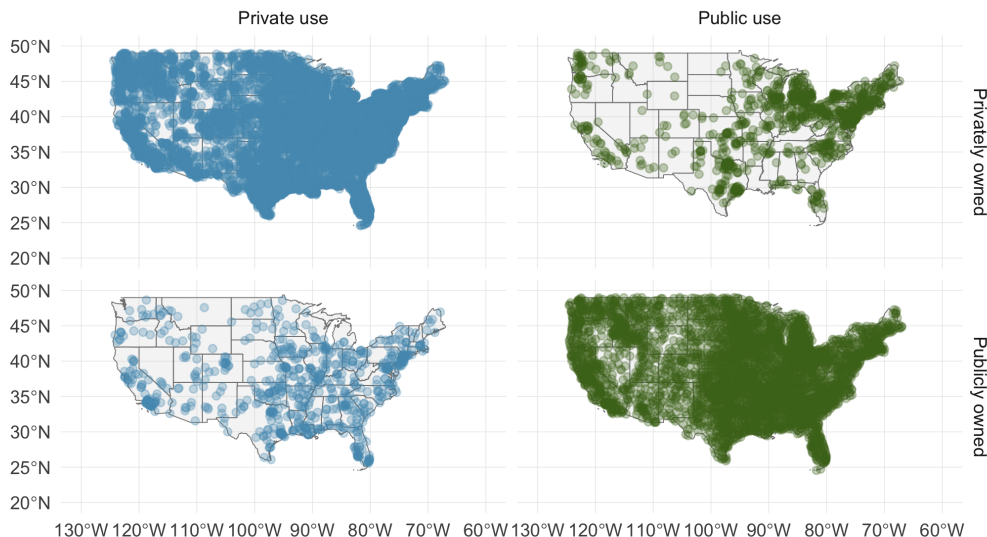 Private use Public use
50°N
45°N
40°N
35°N
30°N
25°N
20°N
Privately owned
50°N
45°N
40°N
35°N
30°N
25°N
20°N
Publicly owned
130°W 120°W 110°W 100°W 90°W 80°W 70°W 60°W 130°W 120°W 110°W 100°W 90°W 80°W 70°W 60°W